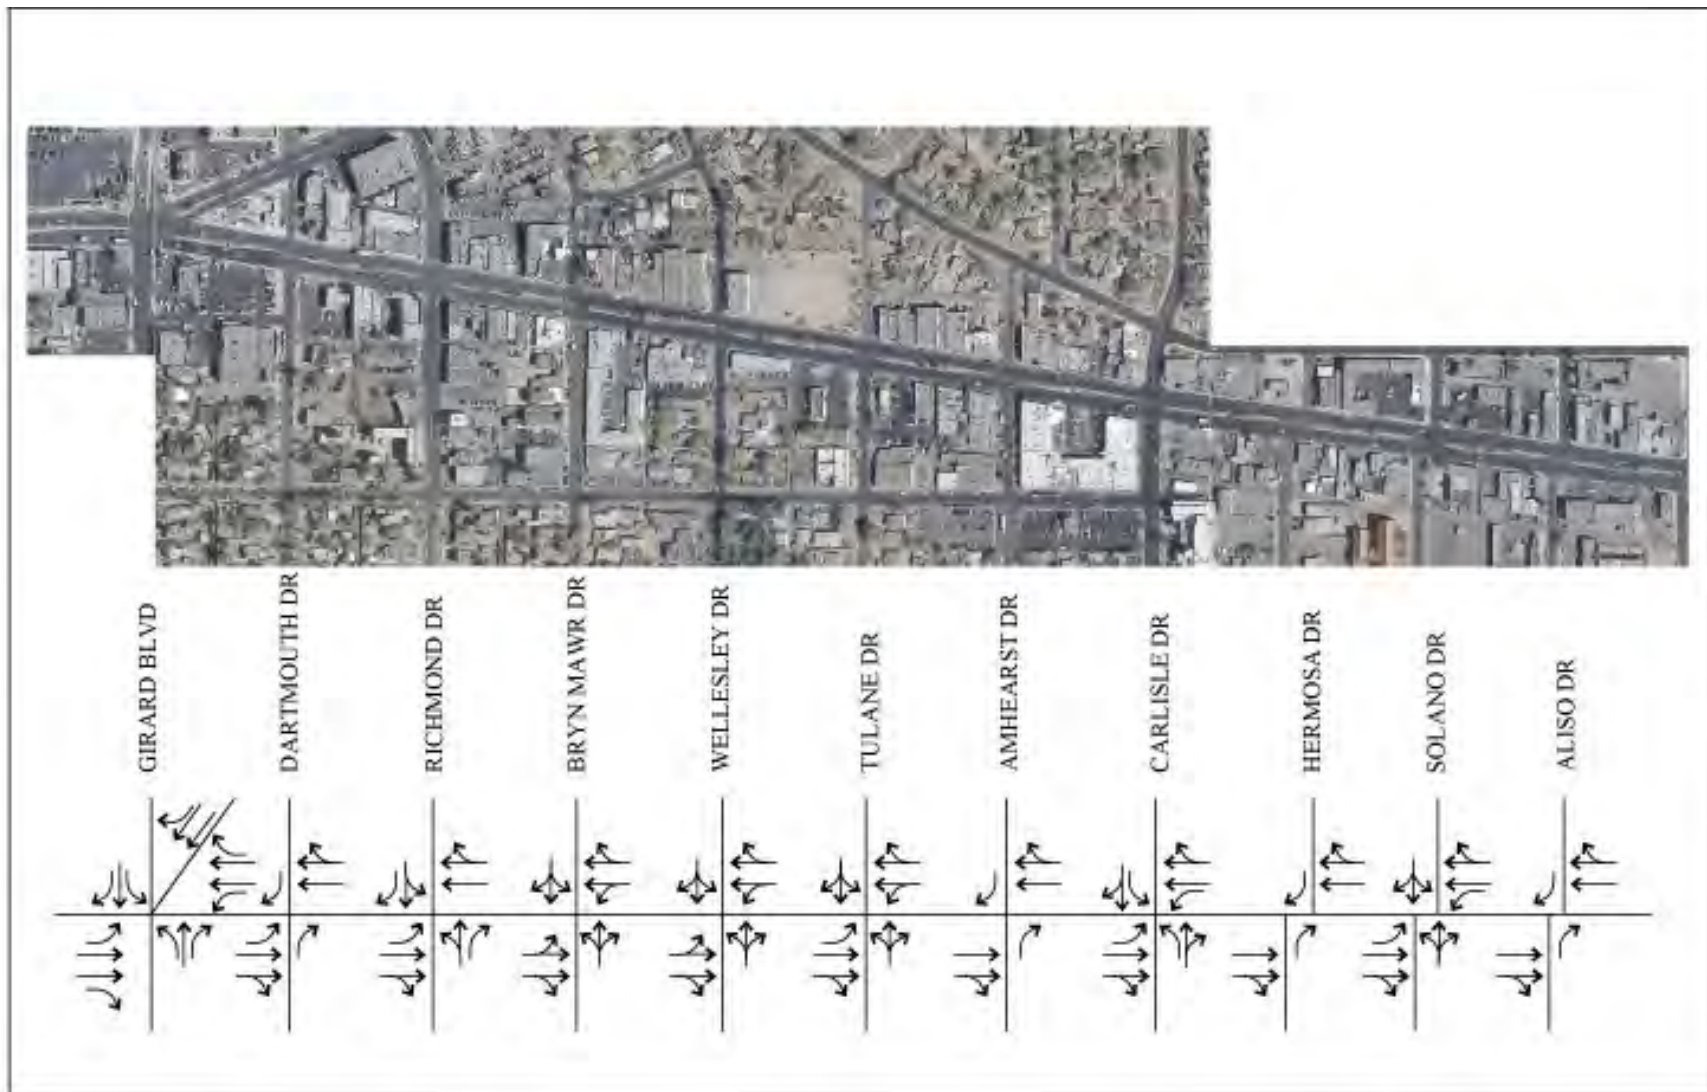 GIRARD BLVD
DARTMOUTH DR
RICHMOND DR
BRYN MAWR DR
WELLESLEY DR
TULANE DR
AMHEARST DR
CARLISLE DR
HERMOSA DR
SOLANO DR
ALISO DR